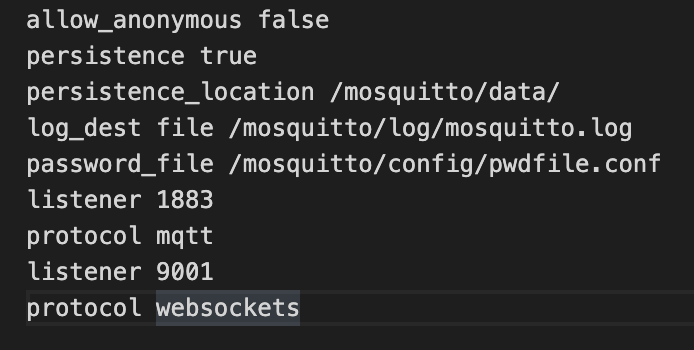 allow_anonymous false
persistence true
persistence_location /mosquitto/data/
log_dest file /mosquitto/log/mosquitto.log
password_file /mosquitto/config/pwdfile.conf
listener 1883
protocol mqtt
listener 9001
protocol websockets